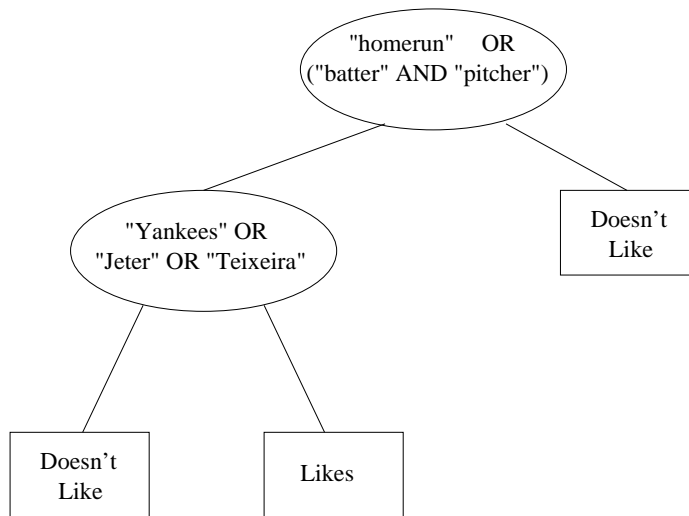 "homerun" OR
("batter" AND "pitcher")
"Yankees" OR
"Jeter" OR "Teixeira"
Doesn't
Like
Doesn't
Like
Likes